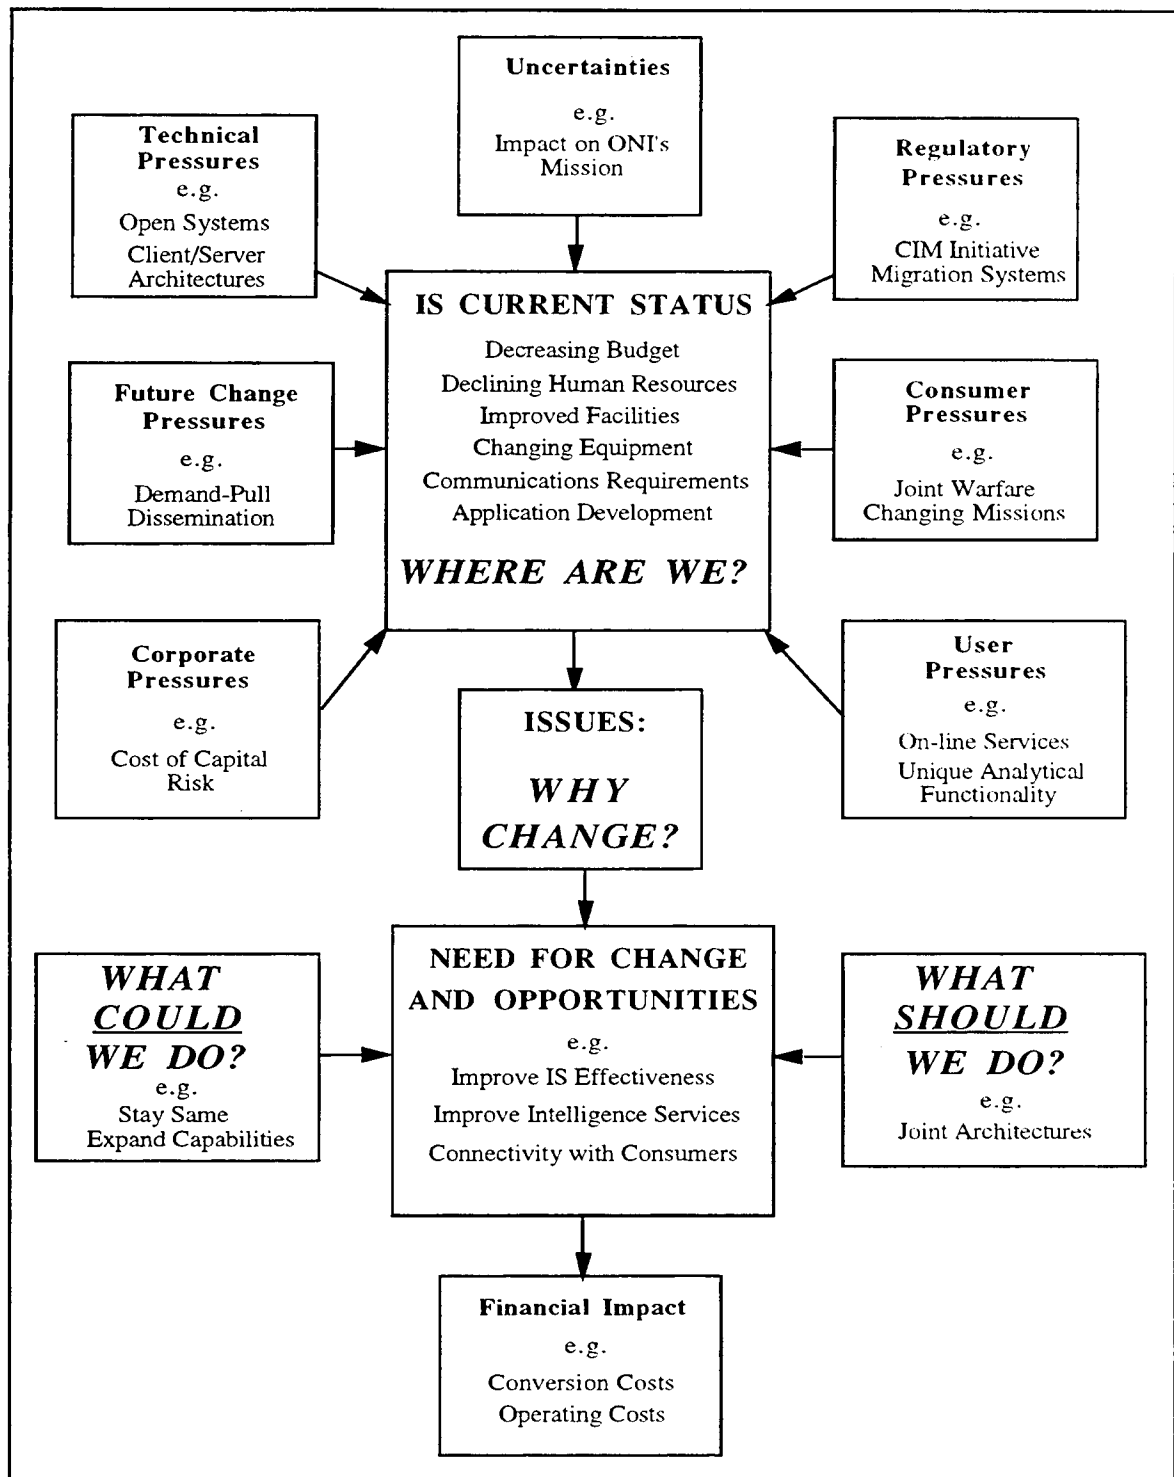 Uncertainties
e.g.
Impact on ONI's
Mission
Technical
Pressures
e.g.
Open Systems
Client/Server
Architectures
Regulatory
Pressures
e.g.
CIM Initiative
Migration Systems
IS CURRENT STATUS
Decreasing Budget
Declining Human Resources
Improved Facilities
Changing Equipment
Communications Requirements
Application Development
WHERE ARE WE?
Future Change
Pressures
e.g.
Demand-Pull
Dissemination
Consumer
Pressures
e.g.
Joint Warfare
Changing Missions
Corporate
Pressures
e.g.
Cost of Capital
Risk
ISSUES:
WHY
CHANGE?
User
Pressures
e.g.
On-line Services
Unique Analytical
Functionality
WHAT
COULD
WE DO?
e.g.
Stay Same
Expand Capabilities
NEED FOR CHANGE
AND OPPORTUNITIES
e.g.
Improve IS Effectiveness
Improve Intelligence Services
Connectivity with Consumers
WHAT
SHOULD
WE DO?
e.g.
Joint Architectures
Financial Impact
e.g.
Conversion Costs
Operating Costs